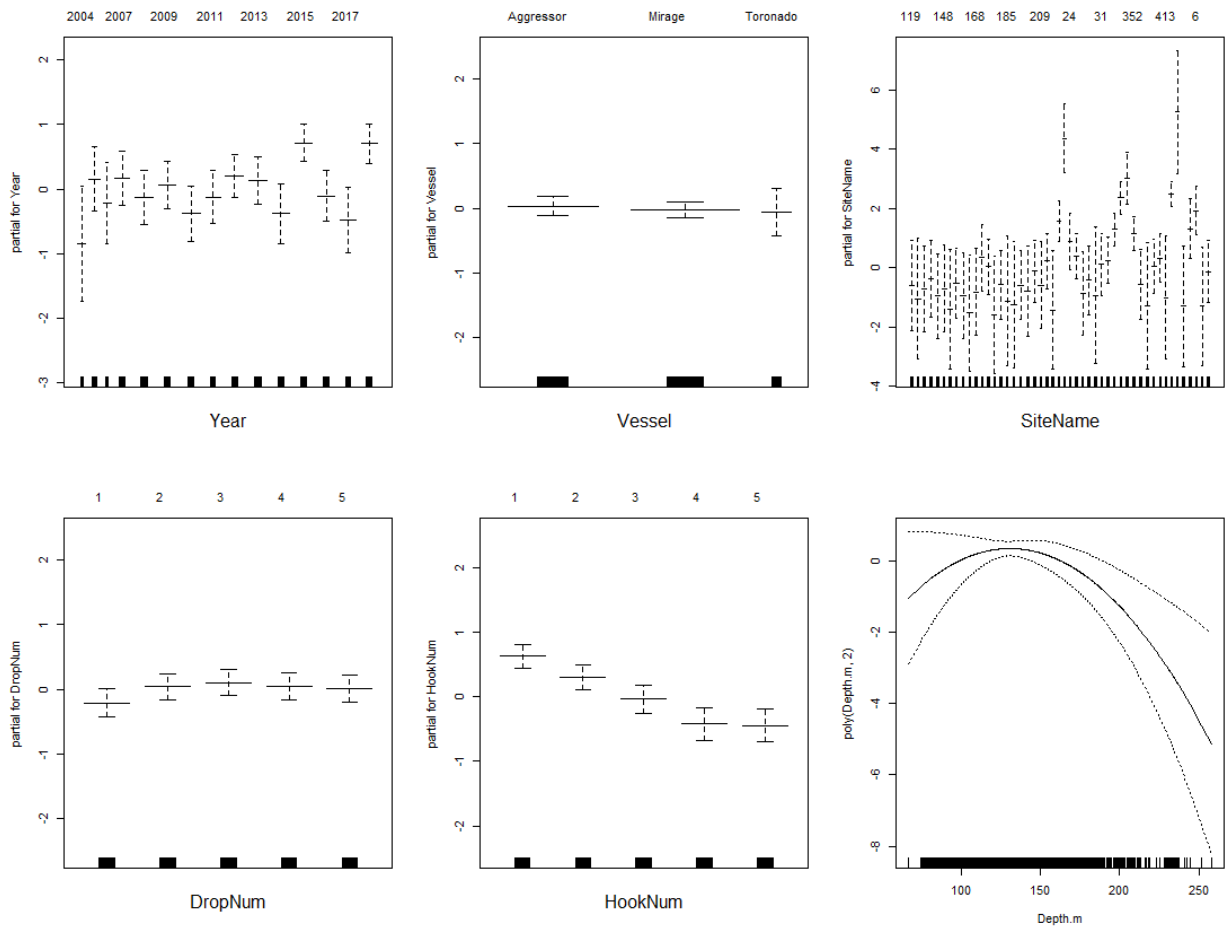 2004 2007 2009 2011 2013 2015 2017
partial for Year
2
1
0
-1
-2
-3
Year
Aggressor Mirage Toronado
partial for Vessel
2
1
0
-1
-2
Vessel
119 148 168 185 209 24 31 352 413 6
partial for SiteName
6
4
2
0
-2
-4
SiteName
1 2 3 4 5
partial for DropNum
2
1
0
-1
-2
DropNum
1 2 3 4 5
partial for HookNum
2
1
0
-1
-2
HookNum
poly(Depth.m, 2)
0
-2
-4
-6
-8
100 150 200 250
Depth.m